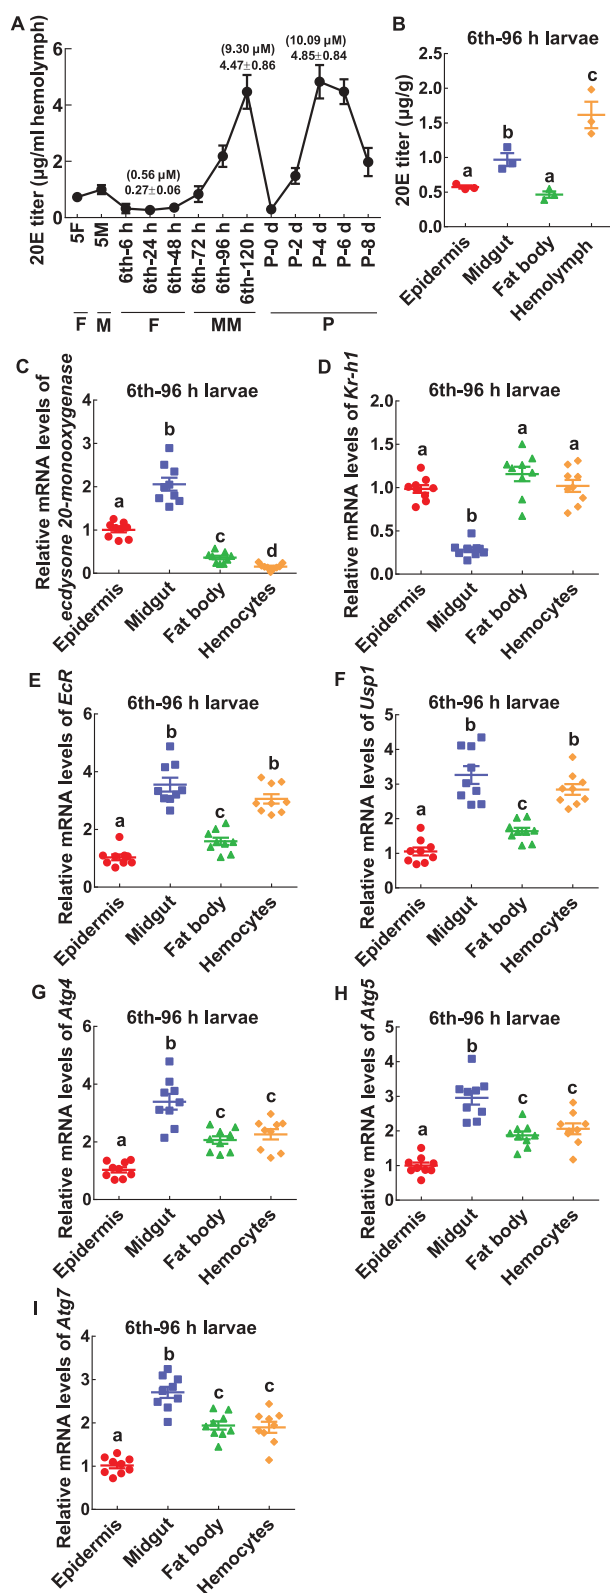 A
20E titer (μg/ml hemolymph)
6
4
2
0
(0.56 μM)
0.27±0.06
(9.30 μM)
4.47±0.86
(10.09 μM)
4.85±0.84
5F
5M
6th-6 h
6th-24 h
6th-48 h
6th-72 h
6th-96 h
6th-120 h
P-0 d
P-2 d
P-4 d
P-6 d
P-8 d
F
M
F
MM
P
B
6th-96 h larvae
20E titer (μg/g)
2.5
2.0
1.5
1.0
0.5
0.0
a
b
a
c
Epidermis
Midgut
Fat body
Hemolymph
C
6th-96 h larvae
Relative mRNA levels of
ecdysone 20-monooxygenase
4
3
2
1
0
a
b
c
d
Epidermis
Midgut
Fat body
Hemocytes
D
6th-96 h larvae
Relative mRNA levels of Kr-h1
2.0
1.5
1.0
0.5
0.0
a
b
a
a
Epidermis
Midgut
Fat body
Hemocytes
E
6th-96 h larvae
Relative mRNA levels of EcR
6
4
2
0
a
b
c
b
Epidermis
Midgut
Fat body
Hemocytes
F
6th-96 h larvae
Relative mRNA levels of Usp1
5
4
3
2
1
0
a
b
c
b
Epidermis
Midgut
Fat body
Hemocytes
G
6th-96 h larvae
Relative mRNA levels of Atg4
6
4
2
0
a
b
c
c
Epidermis
Midgut
Fat body
Hemocytes
H
6th-96 h larvae
Relative mRNA levels of Atg5
5
4
3
2
1
0
a
b
c
c
Epidermis
Midgut
Fat body
Hemocytes
I
6th-96 h larvae
Relative mRNA levels of Atg7
4
3
2
1
0
a
b
c
c
Epidermis
Midgut
Fat body
Hemocytes